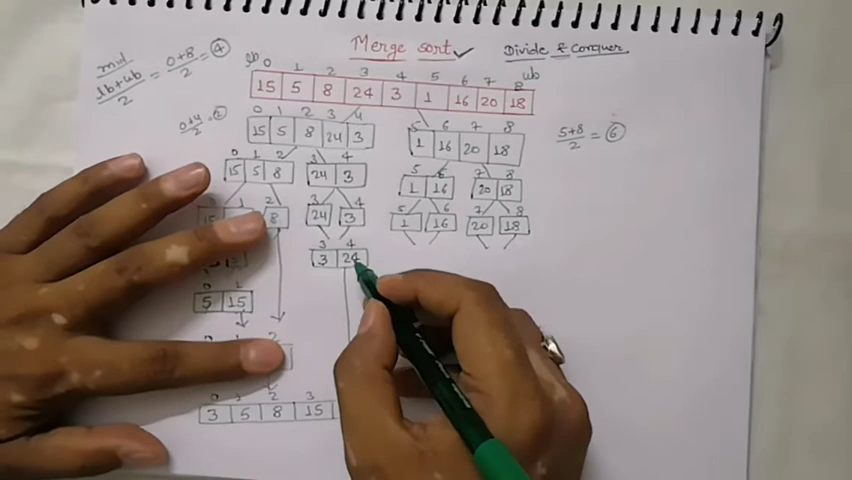 Merge sort ✓ Divide & Conquer
mid
lb+ub/2 = 0+8/2 = 4
lb 0 1 2 3 4 5 6 7 8 ub
15 5 8 24 3 1 16 20 18
0+4/2 = 2
0 1 2 3 4
15 5 8 24 3
5 6 7 8
1 16 20 18
5+8/2 = 6
0 1 2
15 5 8
3 4
24 3
5 6
1 16
7 8
20 18
1
2
8
3
24
4
3
5
1
6
16
7
20
8
18
3 4
3 24
5 15
0 1 2
0 1 2 3
3 5 8 15